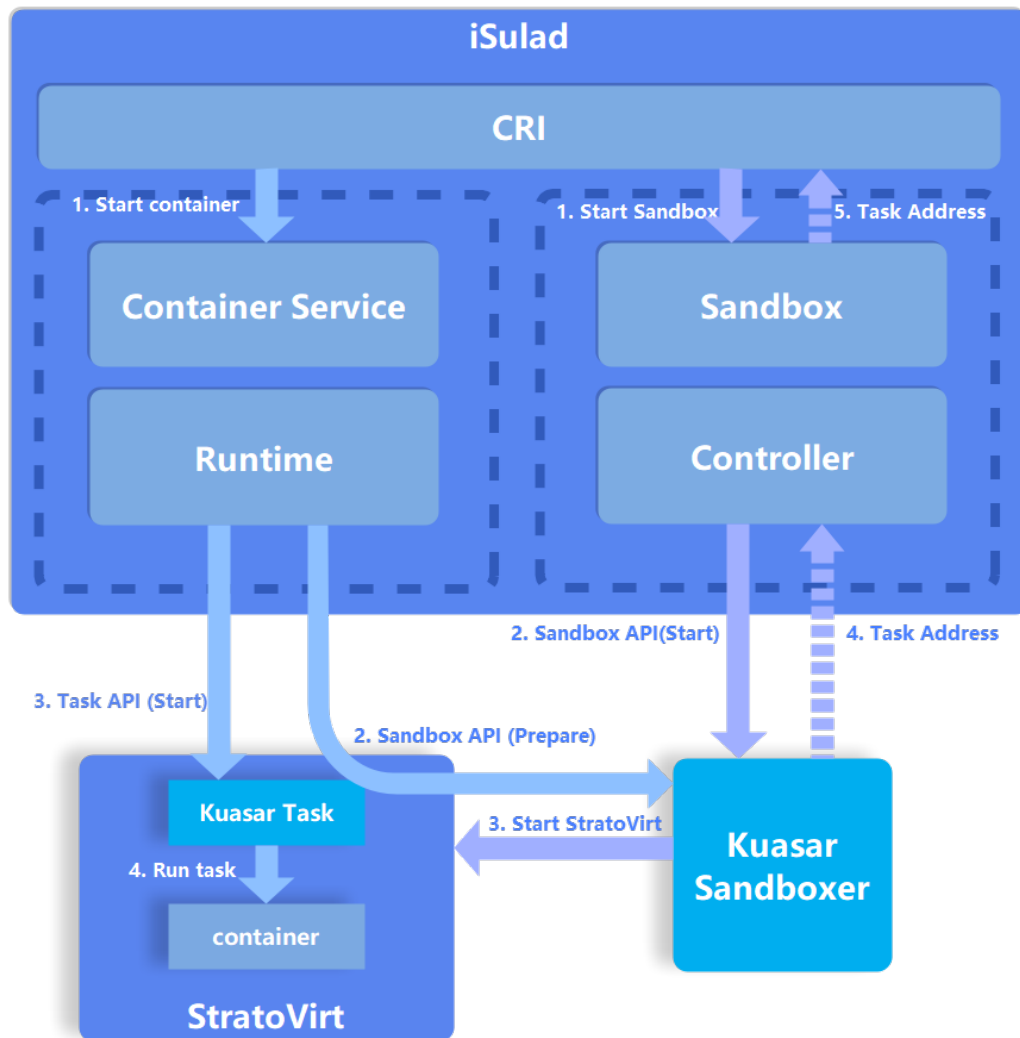 iSulad
CRI
1. Start container
1. Start Sandbox
5. Task Address
Container Service
Sandbox
Runtime
Controller
2. Sandbox API(Start)
4. Task Address
3. Task API (Start)
2. Sandbox API (Prepare)
Kuasar Task
3. Start StratoVirt
4. Run task
container
Kuasar
Sandboxer
StratoVirt